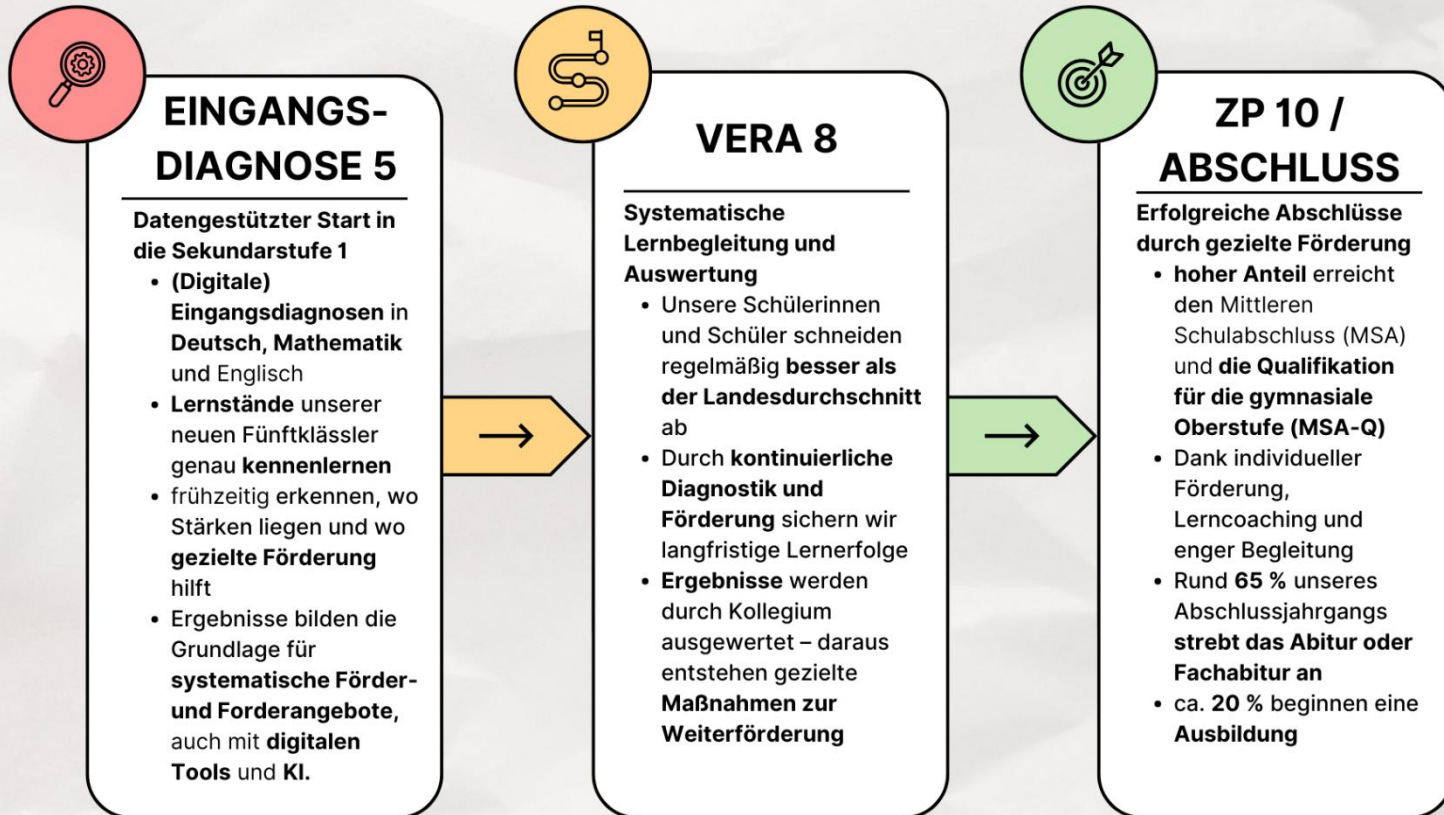 EINGANGS-
DIAGNOSE 5
Datengestützter Start in
die Sekundarstufe 1
• (Digitale)
Eingangsdiagnosen in
Deutsch, Mathematik
und Englisch
• Lernstände unserer
neuen Fünftklässler
genau kennenlernen
• frühzeitig erkennen, wo
Stärken liegen und wo
gezielte Förderung
hilft
• Ergebnisse bilden die
Grundlage für
systematische Förder-
und Forderangebote,
auch mit digitalen
Tools und KI.
VERA 8
Systematische
Lernbegleitung und
Auswertung
• Unsere Schülerinnen
und Schüler schneiden
regelmäßig besser als
der Landesdurchschnitt
ab
• Durch kontinuierliche
Diagnostik und
Förderung sichern wir
langfristige Lernerfolge
• Ergebnisse werden
durch Kollegium
ausgewertet – daraus
entstehen gezielte
Maßnahmen zur
Weiterförderung
ZP 10 /
ABSCHLUSS
Erfolgreiche Abschlüsse
durch gezielte Förderung
• hoher Anteil erreicht
den Mittleren
Schulabschluss (MSA)
und die Qualifikation
für die gymnasiale
Oberstufe (MSA-Q)
• Dank individueller
Förderung,
Lerncoaching und
enger Begleitung
• Rund 65 % unseres
Abschlussjahrgangs
strebt das Abitur oder
Fachabitur an
• ca. 20 % beginnen eine
Ausbildung